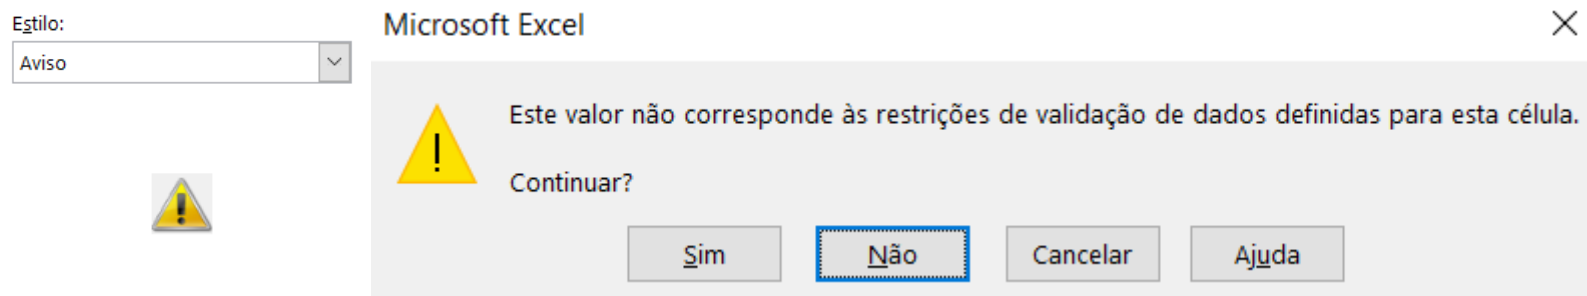 Estilo:
Aviso
Microsoft Excel
Este valor não corresponde às restrições de validação de dados definidas para esta célula.
Continuar?
Sim
Não
Cancelar
Ajuda